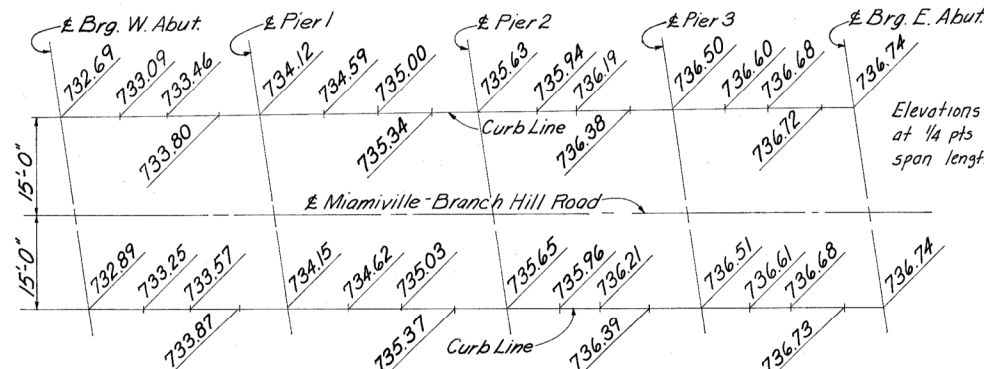 ℄ Brg. W. Abut.
℄ Pier 1
℄ Pier 2
℄ Pier 3
℄ Brg. E. Abut.
732.69 733.09 733.46 734.12 734.59 735.00 735.63 735.94 736.19 736.50 736.60 736.68 736.74
733.80 735.34 736.38 736.72
Curb Line
Elevations
at 1/4 pts
span length
15'-0"
℄ Miamiville-Branch Hill Road
15'-0"
732.89 733.25 733.57 734.15 734.62 735.03 735.65 735.96 736.21 736.51 736.61 736.68 736.74
733.87 735.37 736.39 736.73
Curb Line